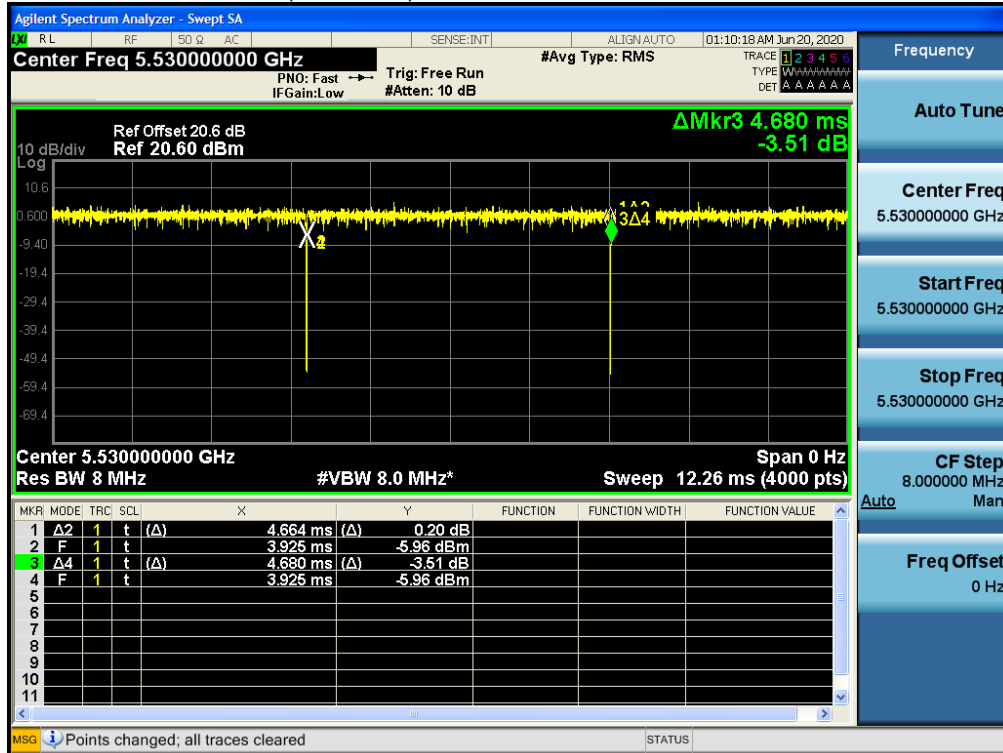 Agilent Spectrum Analyzer - Swept SA
LXI RL RF 50 Ω AC SENSE:INT ALIGN AUTO 01:10:18 AM Jun 20, 2020
Center Freq 5.530000000 GHz #Avg Type: RMS TRACE 1 2 3 4 5 6
PNO: Fast Trig: Free Run TYPE W
IFGain:Low #Atten: 10 dB DET A A A A A A
ΔMkr3 4.680 ms
-3.51 dB
Ref Offset 20.6 dB
10 dB/div Ref 20.60 dBm
Log
10.6
0.600
-9.40
-19.4
-29.4
-39.4
-49.4
-59.4
-69.4
3Δ4
Center 5.530000000 GHz Span 0 Hz
Res BW 8 MHz #VBW 8.0 MHz* Sweep 12.26 ms (4000 pts)
MKR MODE TRC SCL X Y FUNCTION FUNCTION WIDTH FUNCTION VALUE
1 Δ2 1 t (Δ) 4.664 ms (Δ) 0.20 dB
2 F 1 t 3.925 ms -5.96 dBm
3 Δ4 1 t (Δ) 4.680 ms (Δ) -3.51 dB
4 F 1 t 3.925 ms -5.96 dBm
5
6
7
8
9
10
11
MSG Points changed; all traces cleared STATUS
Frequency
Auto Tune
Center Freq
5.530000000 GHz
Start Freq
5.530000000 GHz
Stop Freq
5.530000000 GHz
CF Step
8.000000 MHz
Auto Man
Freq Offset
0 Hz